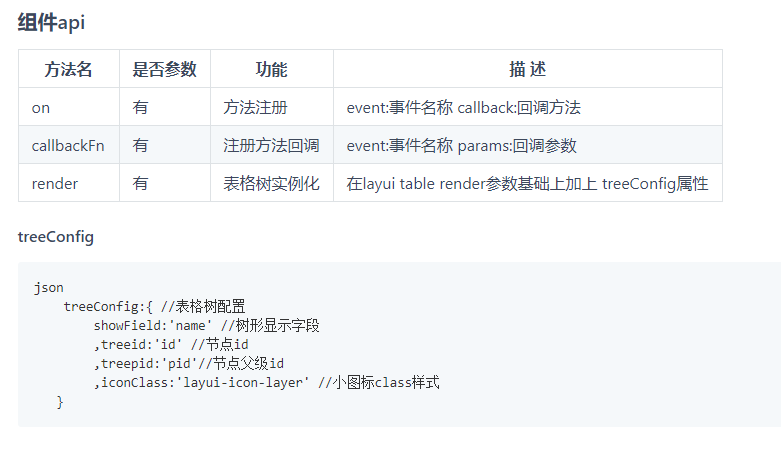 组件api
方法名 是否参数 功能 描 述
on 有 方法注册 event:事件名称 callback:回调方法
callbackFn 有 注册方法回调 event:事件名称 params:回调参数
render 有 表格树实例化 在layui table render参数基础上加上 treeConfig属性
treeConfig
json
treeConfig:{ //表格树配置
showField:'name' //树形显示字段
,treeid:'id' //节点id
,treepid:'pid'//节点父级id
,iconClass:'layui-icon-layer' //小图标class样式
}